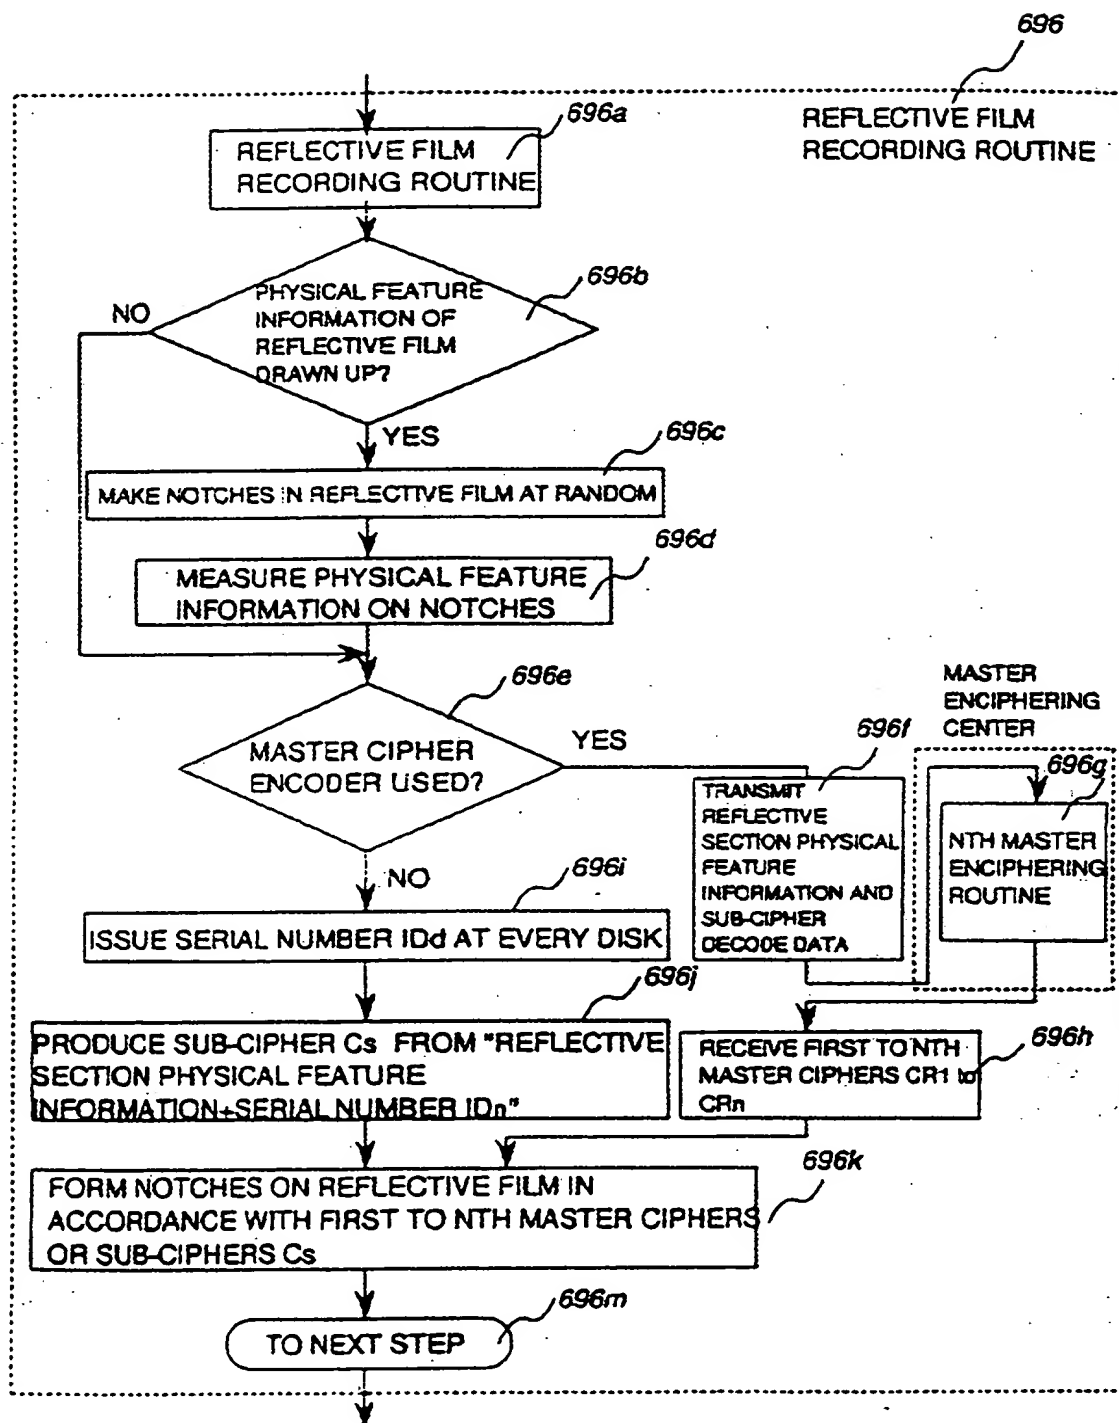 696
REFLECTIVE FILM
RECORDING ROUTINE
696a
REFLECTIVE FILM
RECORDING ROUTINE
696b
PHYSICAL FEATURE
INFORMATION OF
REFLECTIVE FILM
DRAWN UP?
NO
YES
696c
MAKE NOTCHES IN REFLECTIVE FILM AT RANDOM
696d
MEASURE PHYSICAL FEATURE
INFORMATION ON NOTCHES
696e
MASTER CIPHER
ENCODER USED?
YES
696f
TRANSMIT
REFLECTIVE
SECTION PHYSICAL
FEATURE
INFORMATION AND
SUB-CIPHER
DECODE DATA
MASTER
ENCIPHERING
CENTER
696g
NTH MASTER
ENCIPHERING
ROUTINE
NO
696i
ISSUE SERIAL NUMBER IDd AT EVERY DISK
696j
PRODUCE SUB-CIPHER Cs FROM "REFLECTIVE
SECTION PHYSICAL FEATURE
INFORMATION+SERIAL NUMBER IDn"
696h
RECEIVE FIRST TO NTH
MASTER CIPHERS CR1 to
CRn
696k
FORM NOTCHES ON REFLECTIVE FILM IN
ACCORDANCE WITH FIRST TO NTH MASTER CIPHERS
OR SUB-CIPHERS Cs
696m
TO NEXT STEP